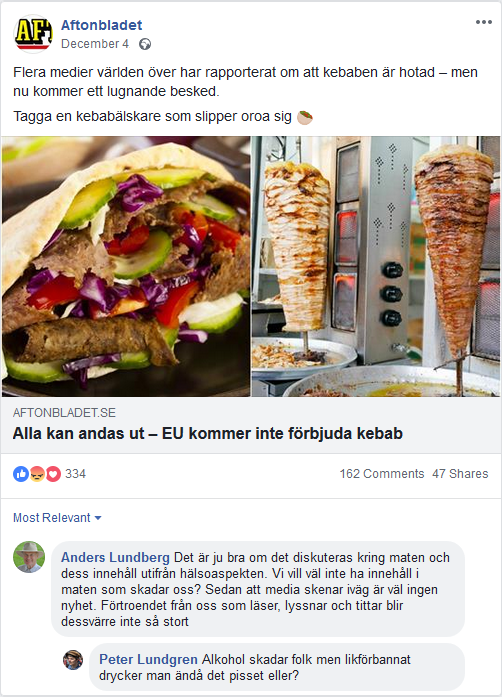 AF
Aftonbladet
December 4
Flera medier världen över har rapporterat om att kebaben är hotad – men
nu kommer ett lugnande besked.
Tagga en kebabälskare som slipper oroa sig 🥙
AFTONBLADET.SE
Alla kan andas ut – EU kommer inte förbjuda kebab
334
162 Comments 47 Shares
Most Relevant
Anders Lundberg Det är ju bra om det diskuteras kring maten och
dess innehåll utifrån hälsoaspekten. Vi vill väl inte ha innehåll i
maten som skadar oss? Sedan att media skenar iväg är väl ingen
nyhet. Förtroendet från oss som läser, lyssnar och tittar blir
dessvärre inte så stort
Peter Lundgren Alkohol skadar folk men likförbannat
drycker man ändå det pisset eller?